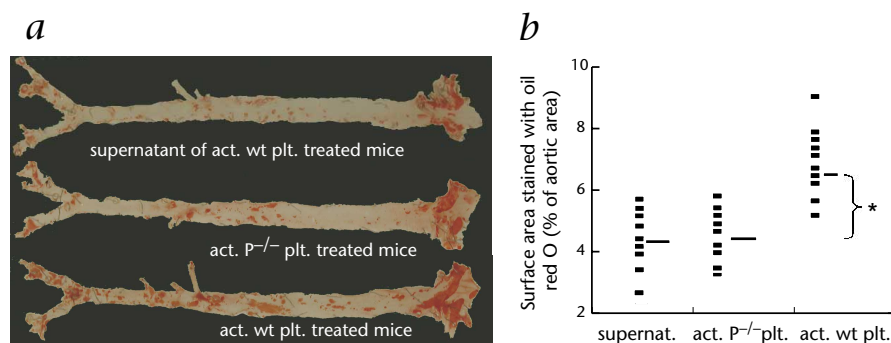 a
supernatant of act. wt plt. treated mice
act. P⁻/⁻ plt. treated mice
act. wt plt. treated mice
b
Surface area stained with oil
red O (% of aortic area)
10
8
6
4
2
*
supernat. act. P⁻/⁻plt. act. wt plt.